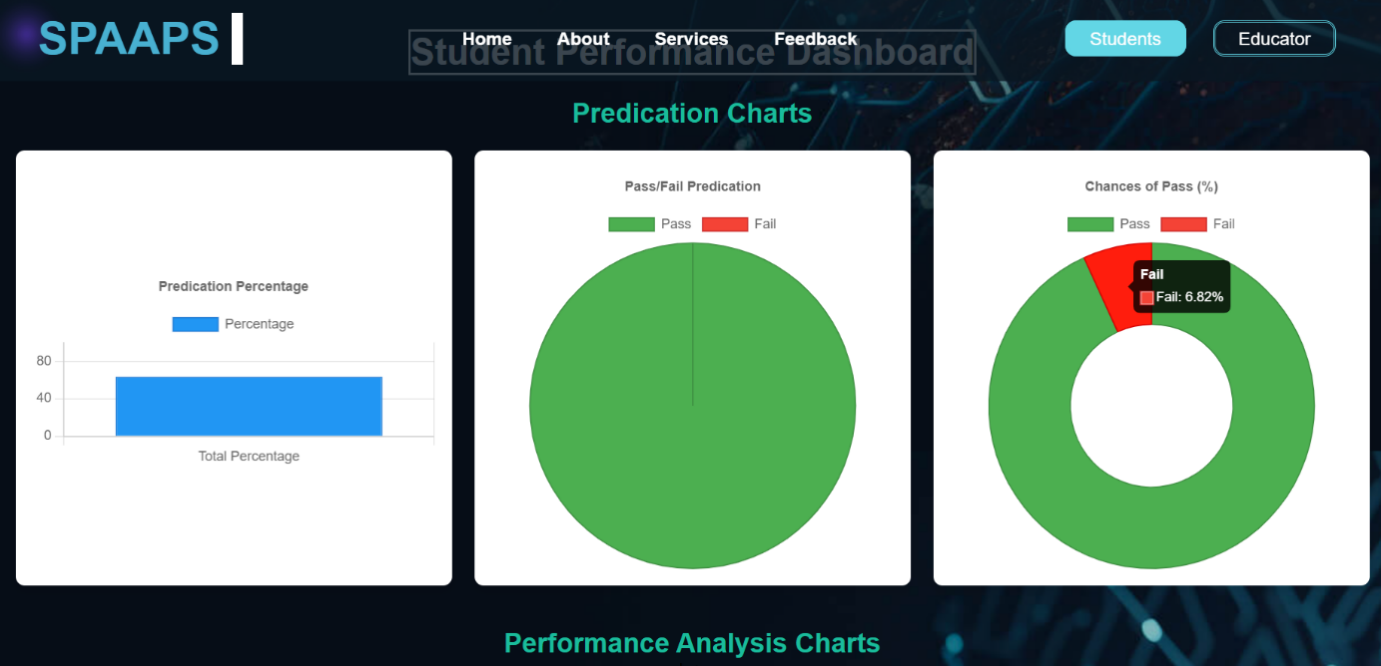 SPAAPS
Home About Services Feedback
Students Educator
Student Performance Dashboard
Predication Charts
Predication Percentage
Percentage
80
40
0
Total Percentage
Pass/Fail Predication
Pass Fail
Chances of Pass (%)
Pass Fail
Fail
Fail: 6.82%
Performance Analysis Charts